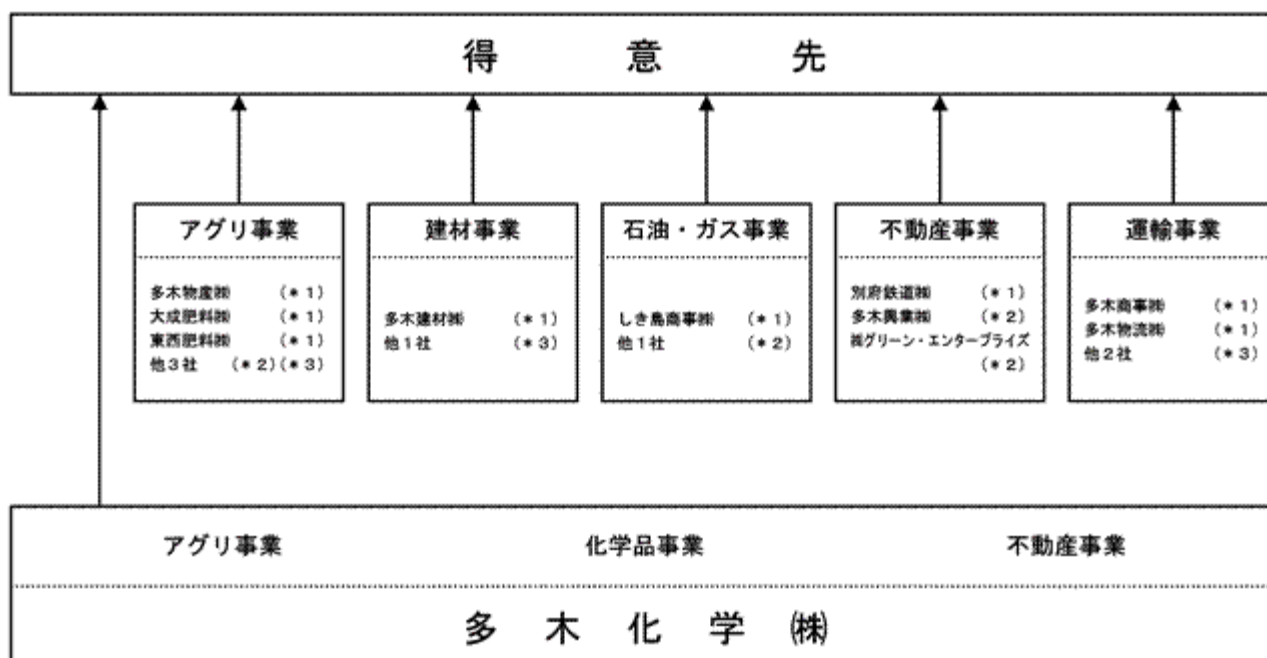 得意先
アグリ事業
多木物産㈱ (*1)
大成肥料㈱ (*1)
東西肥料㈱ (*1)
他3社 (*2)(*3)
建材事業
多木建材㈱ (*1)
他1社 (*3)
石油・ガス事業
しき島商事㈱ (*1)
他1社 (*2)
不動産事業
別府鉄道㈱ (*1)
多木興業㈱ (*2)
㈱グリーン・エンタープライズ
(*2)
運輸事業
多木商事㈱ (*1)
多木物流㈱ (*1)
他2社 (*3)
アグリ事業 化学品事業 不動産事業
多木化学㈱